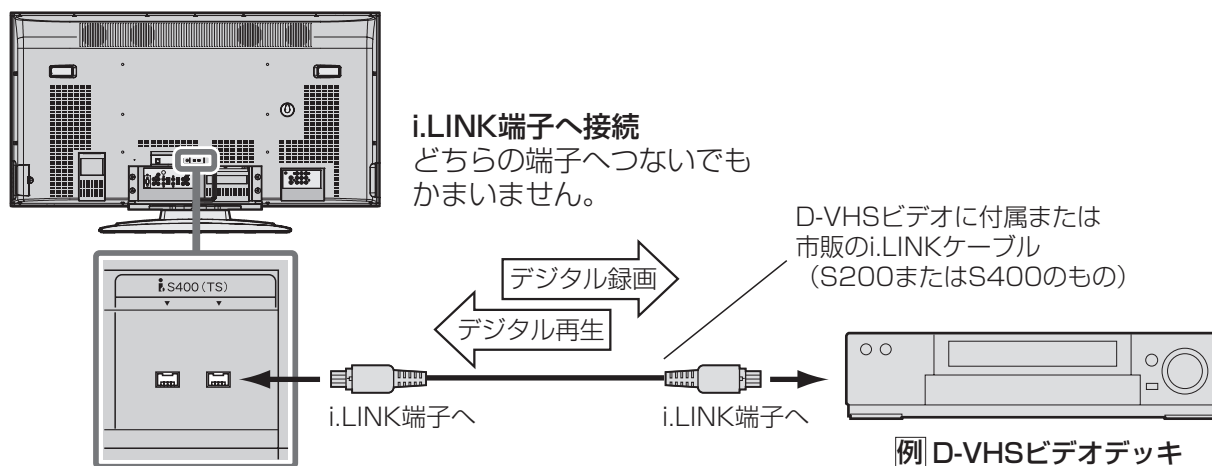 i.LINK端子へ接続
どちらの端子へつないでも
かまいません。
D-VHSビデオに付属または
市販のi.LINKケーブル
（S200またはS400のもの）
デジタル録画
デジタル再生
i S400（TS）
i.LINK端子へ
i.LINK端子へ
例 D-VHSビデオデッキ